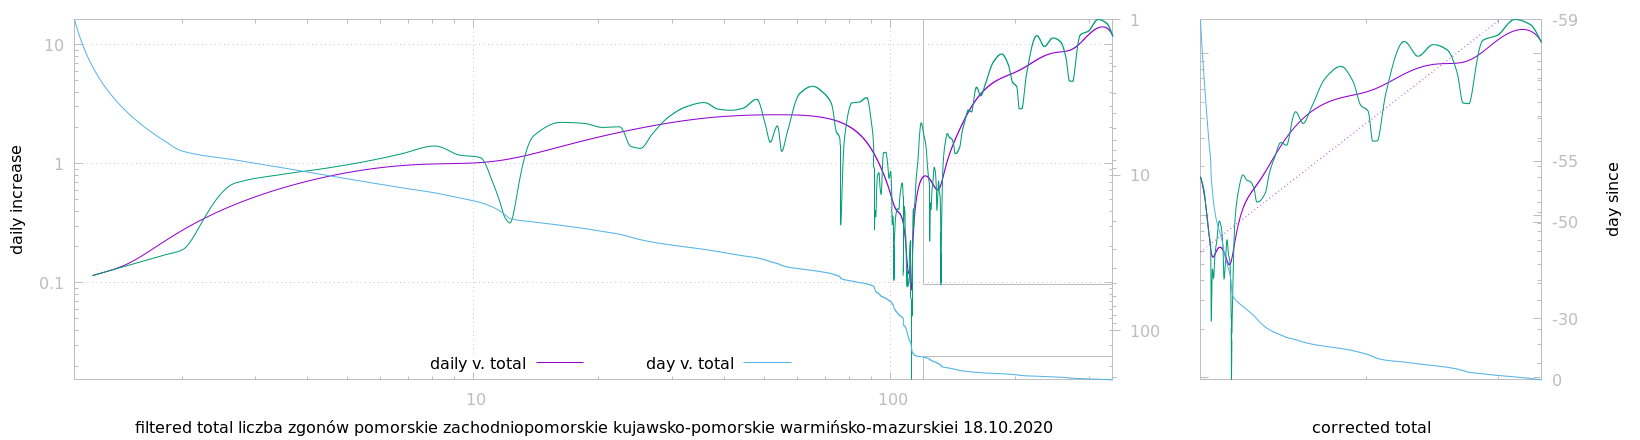 10
1
0.1
daily increase
daily v. total
day v. total
10
100
1
10
100
filtered total liczba zgonów pomorskie zachodniopomorskie kujawsko-pomorskie warmińsko-mazurskiei 18.10.2020
-59
-55
-50
-30
0
day since
corrected total